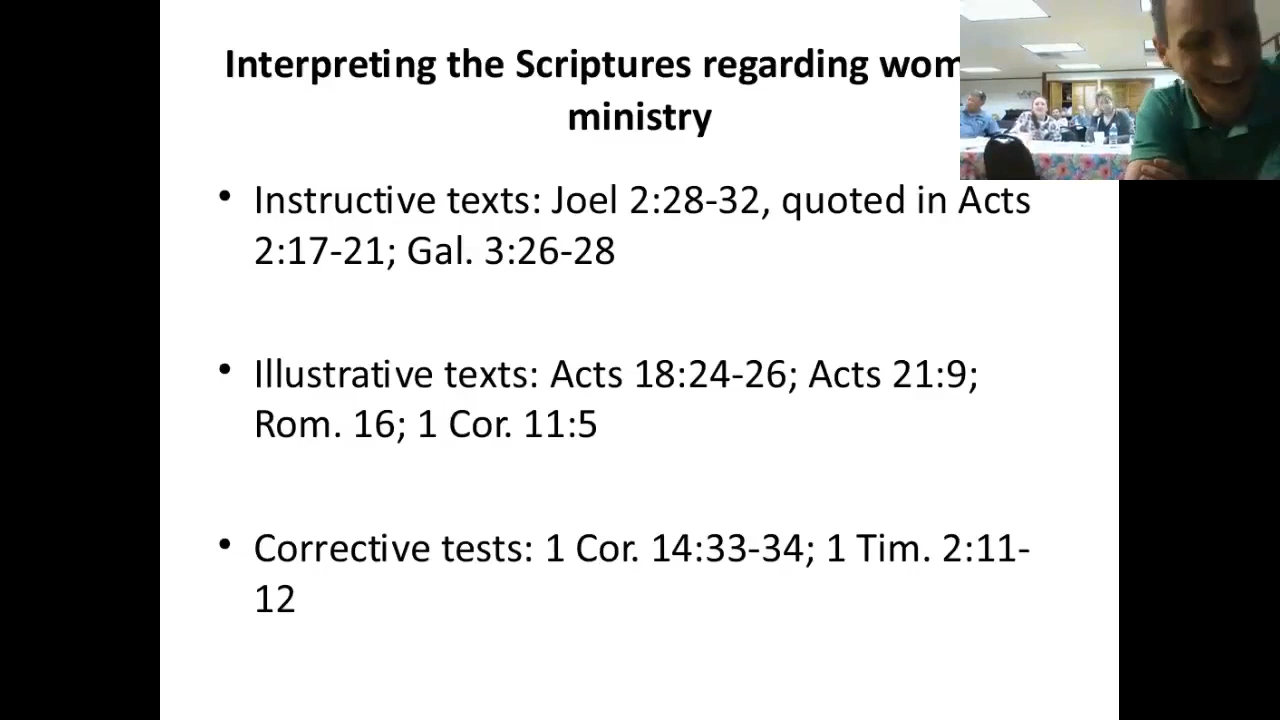 Interpreting the Scriptures regarding wom
ministry
• Instructive texts: Joel 2:28-32, quoted in Acts
2:17-21; Gal. 3:26-28
• Illustrative texts: Acts 18:24-26; Acts 21:9;
Rom. 16; 1 Cor. 11:5
• Corrective tests: 1 Cor. 14:33-34; 1 Tim. 2:11-
12